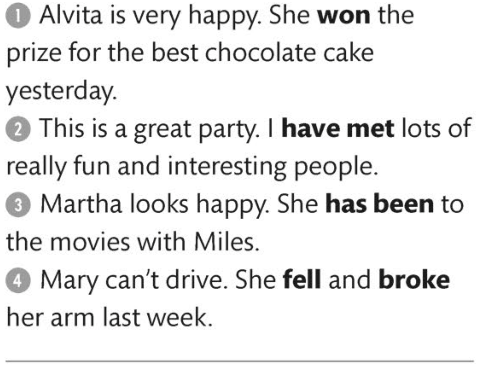 1 Alvita is very happy. She won the
prize for the best chocolate cake
yesterday.
2 This is a great party. I have met lots of
really fun and interesting people.
3 Martha looks happy. She has been to
the movies with Miles.
4 Mary can’t drive. She fell and broke
her arm last week.